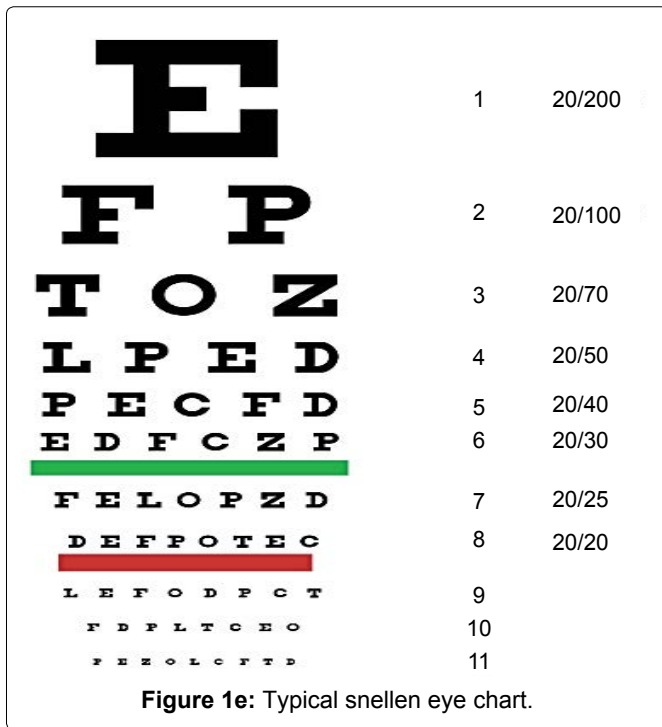 E 1 20/200
F P 2 20/100
T O Z 3 20/70
L P E D 4 20/50
P E C F D 5 20/40
E D F C Z P 6 20/30
F E L O P Z D 7 20/25
D E F P O T E C 8 20/20
L E F O D P C T 9
F D P L T C E O 10
P E Z O L C F T D 11
Figure 1e: Typical snellen eye chart.